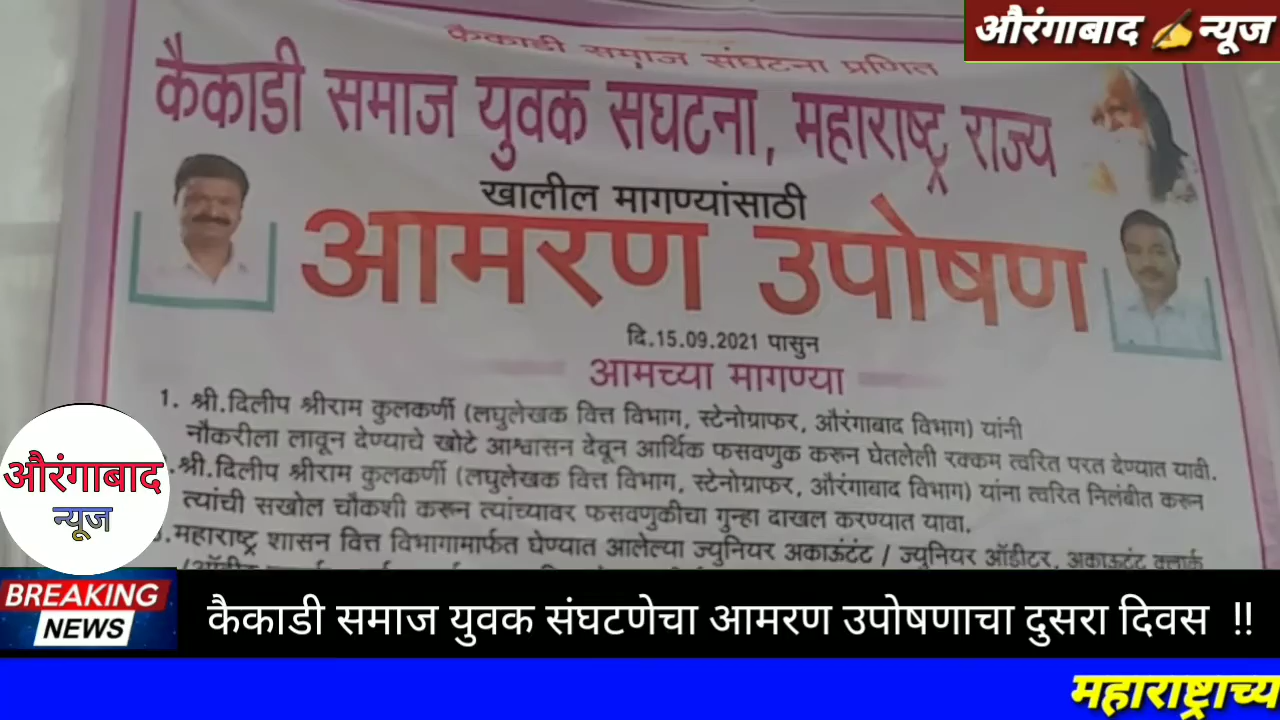 औरंगाबाद ✍ न्यूज
कैकाडी समाज संघटना प्रणित
कैकाडी समाज युवक सघटना, महाराष्ट्र राज्य
खालील मागण्यांसाठी
आमरण उपोषण
दि.15.09.2021 पासुन
आमच्या मागण्या
1. श्री.दिलीप श्रीराम कुलकर्णी (लघुलेखक वित्त विभाग, स्टेनोग्राफर, औरंगाबाद विभाग) यांनी
नौकरीला लावून देण्याचे खोटे आश्वासन देवून आर्थिक फसवणुक करून घेतलेली रक्कम त्वरित परत देण्यात यावी.
श्री.दिलीप श्रीराम कुलकर्णी (लघुलेखक वित्त विभाग, स्टेनोग्राफर, औरंगाबाद विभाग) यांना त्वरित निलंबीत करून
त्यांची सखोल चौकशी करून त्यांच्यावर फसवणुकीचा गुन्हा दाखल करण्यात यावा.
महाराष्ट्र शासन वित्त विभागामार्फत घेण्यात आलेल्या ज्युनियर अकाऊंटंट / ज्युनियर ऑडीटर, अकाऊटंट क्लार्क
औरंगाबाद
न्यूज
BREAKING
NEWS
कैकाडी समाज युवक संघटणेचा आमरण उपोषणाचा दुसरा दिवस !!
महाराष्ट्राच्य